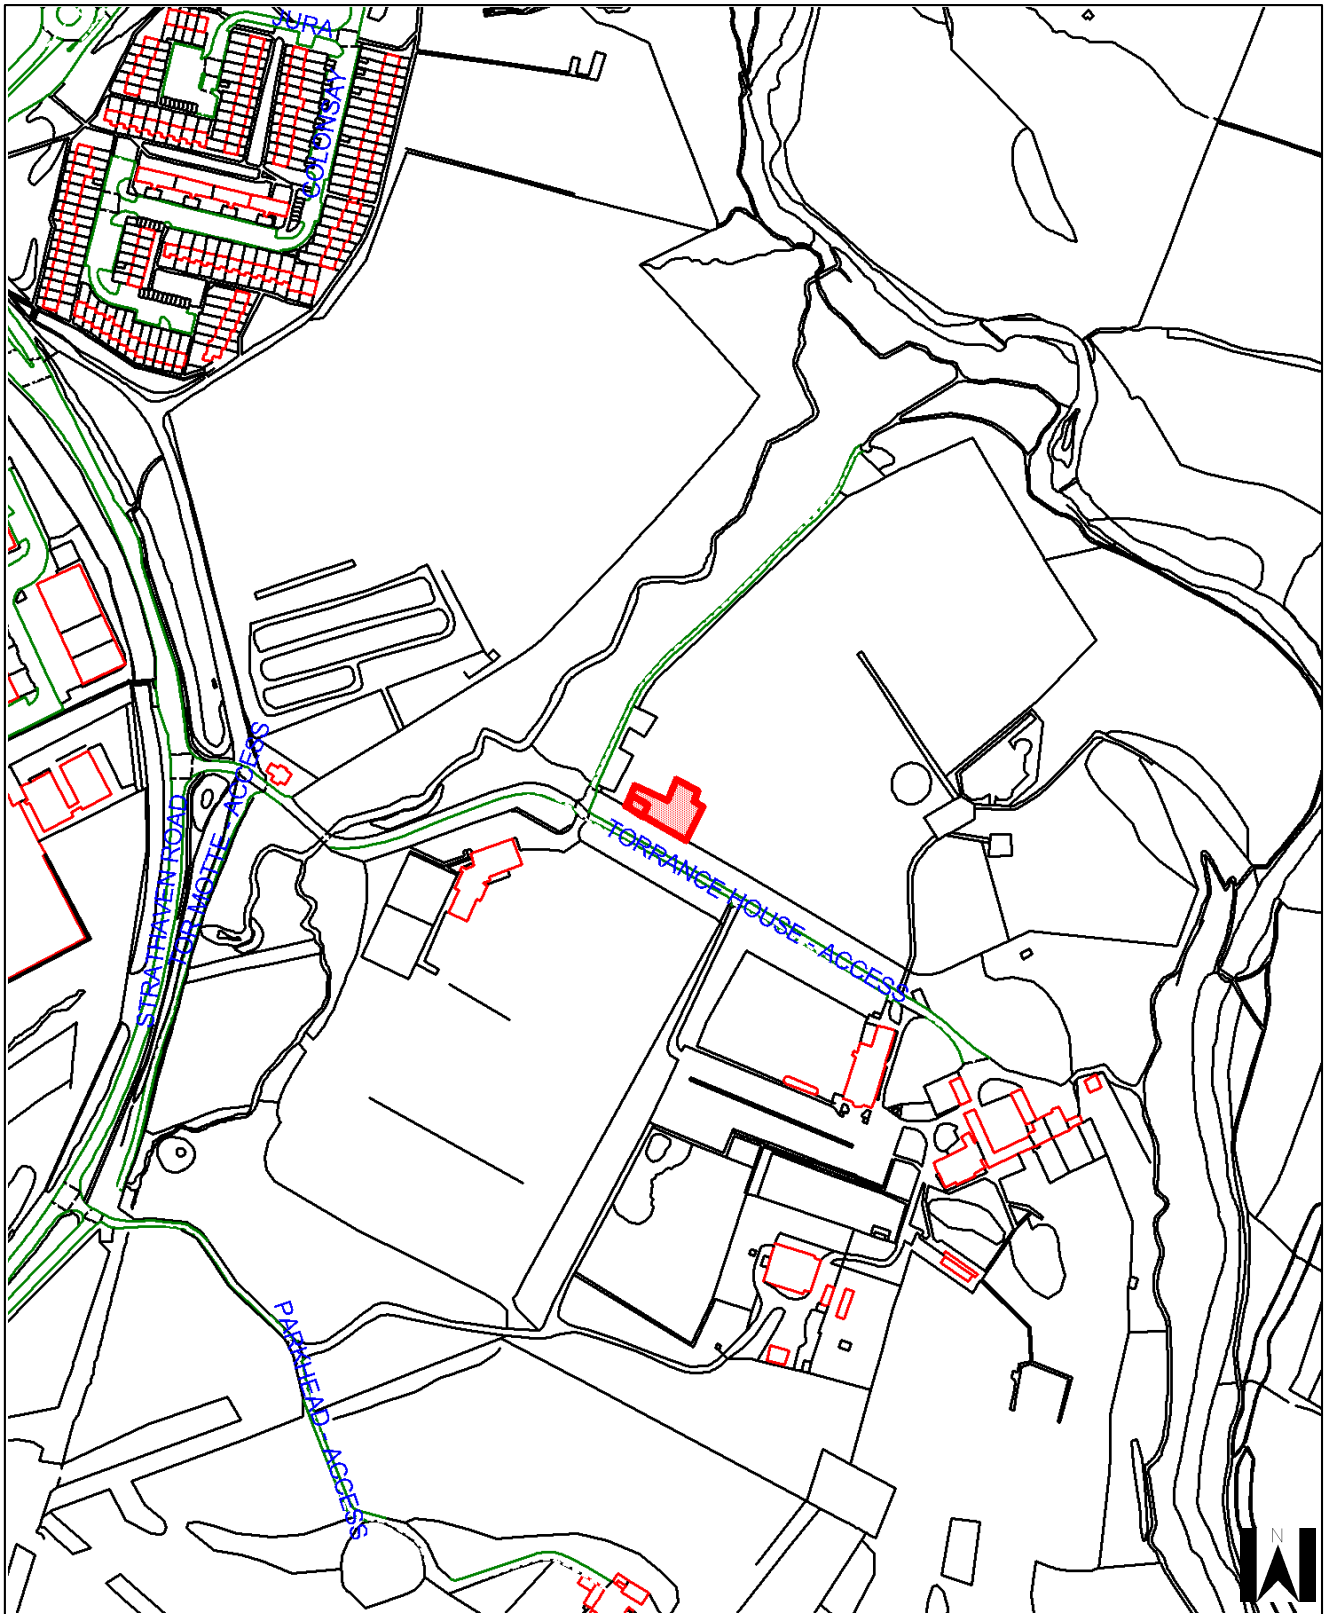 JURA
COLONSAY
STRATHAVEN ROAD
TOR MOTTE - ACCESS
TORRANCE HOUSE - ACCESS
PARKHEAD - ACCESS
N